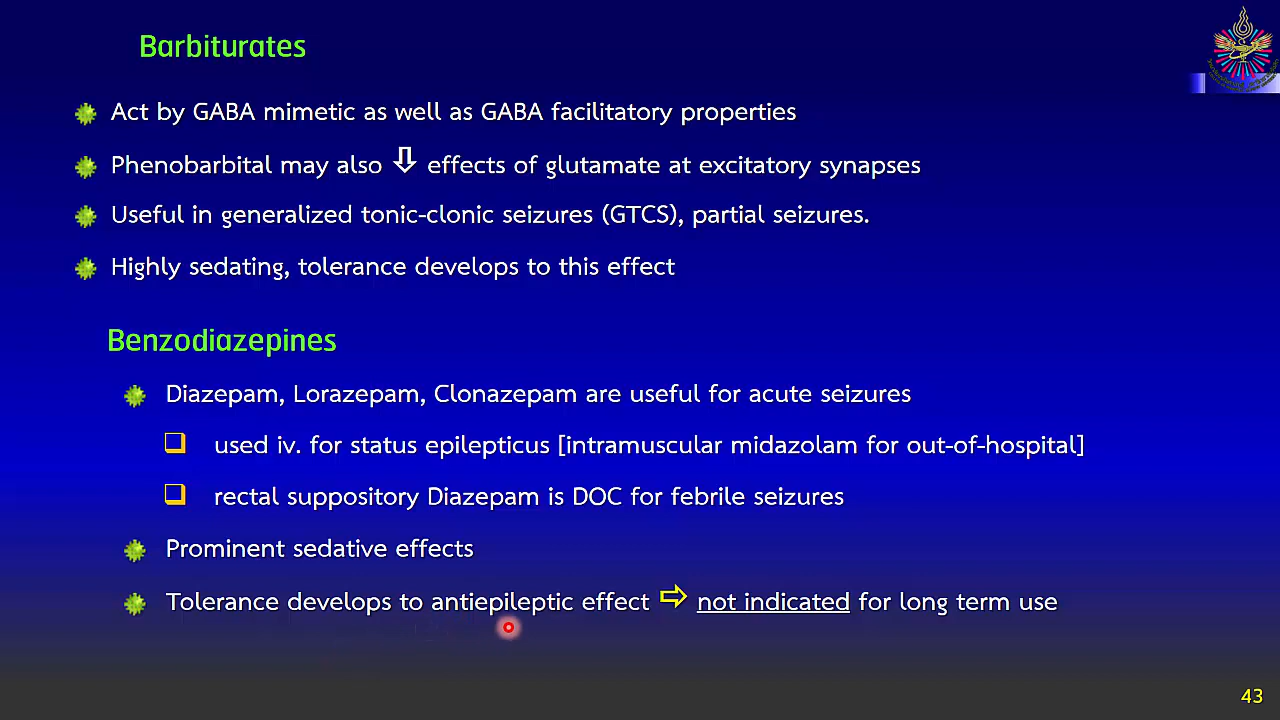 Barbiturates
Act by GABA mimetic as well as GABA facilitatory properties
Phenobarbital may also ⇩ effects of glutamate at excitatory synapses
Useful in generalized tonic-clonic seizures (GTCS), partial seizures.
Highly sedating, tolerance develops to this effect
Benzodiazepines
Diazepam, Lorazepam, Clonazepam are useful for acute seizures
used iv. for status epilepticus [intramuscular midazolam for out-of-hospital]
rectal suppository Diazepam is DOC for febrile seizures
Prominent sedative effects
Tolerance develops to antiepileptic effect ⇨ not indicated for long term use
43